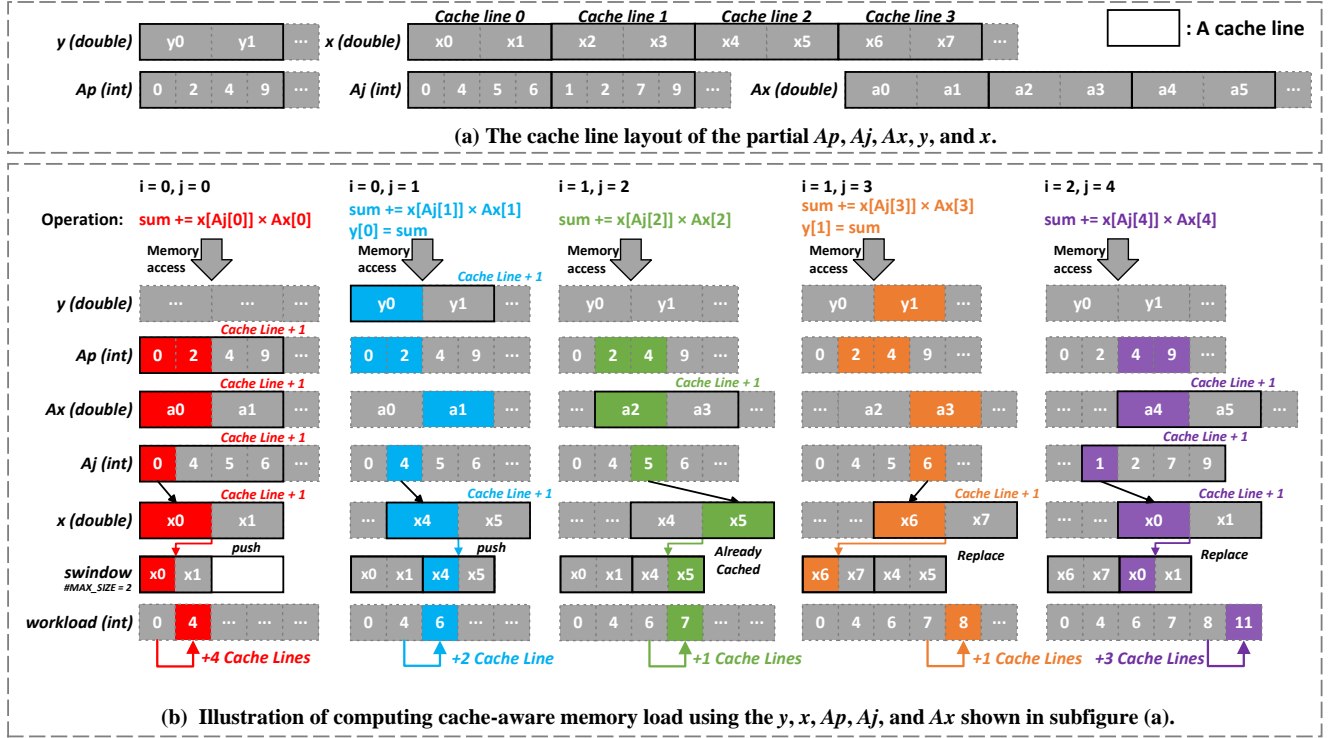 Cache line 0 Cache line 1 Cache line 2 Cache line 3
y (double) y0 y1 ... x (double) x0 x1 x2 x3 x4 x5 x6 x7 ... : A cache line
Ap (int) 0 2 4 9 ... Aj (int) 0 4 5 6 1 2 7 9 ... Ax (double) a0 a1 a2 a3 a4 a5 ...
(a) The cache line layout of the partial Ap, Aj, Ax, y, and x.
i = 0, j = 0 i = 0, j = 1 i = 1, j = 2 i = 1, j = 3 i = 2, j = 4
Operation: sum += x[Aj[0]] × Ax[0] sum += x[Aj[1]] × Ax[1] sum += x[Aj[2]] × Ax[2] sum += x[Aj[3]] × Ax[3] sum += x[Aj[4]] × Ax[4]
y[0] = sum y[1] = sum
Memory Memory Memory Memory Memory
access access access access access
Cache Line + 1
y (double) ... ... ... y0 y1 ... y0 y1 ... y0 y1 ... y0 y1 ...
Cache Line + 1
Ap (int) 0 2 4 9 ... 0 2 4 9 ... 0 2 4 9 ... 0 2 4 9 ... 0 2 4 9 ...
Cache Line + 1 Cache Line + 1 Cache Line + 1
Ax (double) a0 a1 ... a0 a1 ... ... a2 a3 ... ... a2 a3 ... ... ... a4 a5 ...
Cache Line + 1 Cache Line + 1
Aj (int) 0 4 5 6 ... 0 4 5 6 ... 0 4 5 6 ... 0 4 5 6 ... 1 2 7 9 ...
Cache Line + 1 Cache Line + 1 Cache Line + 1 Cache Line + 1
x (double) x0 x1 ... ... ... x4 x5 ... ... x4 x5 ... ... x6 x7 ... ... x0 x1
push push Already Cached Replace Replace
swindow x0 x1 x0 x1 x4 x5 x0 x1 x4 x5 x6 x7 x4 x5 x6 x7 x0 x1
#MAX_SIZE = 2
workload (int) 0 4 ... ... ... 0 4 6 ... ... 0 4 6 7 ... ... 0 4 6 7 8 ... 0 4 6 7 8 11
+4 Cache Lines +2 Cache Line +1 Cache Lines +1 Cache Lines +3 Cache Lines
(b) Illustration of computing cache-aware memory load using the y, x, Ap, Aj, and Ax shown in subfigure (a).